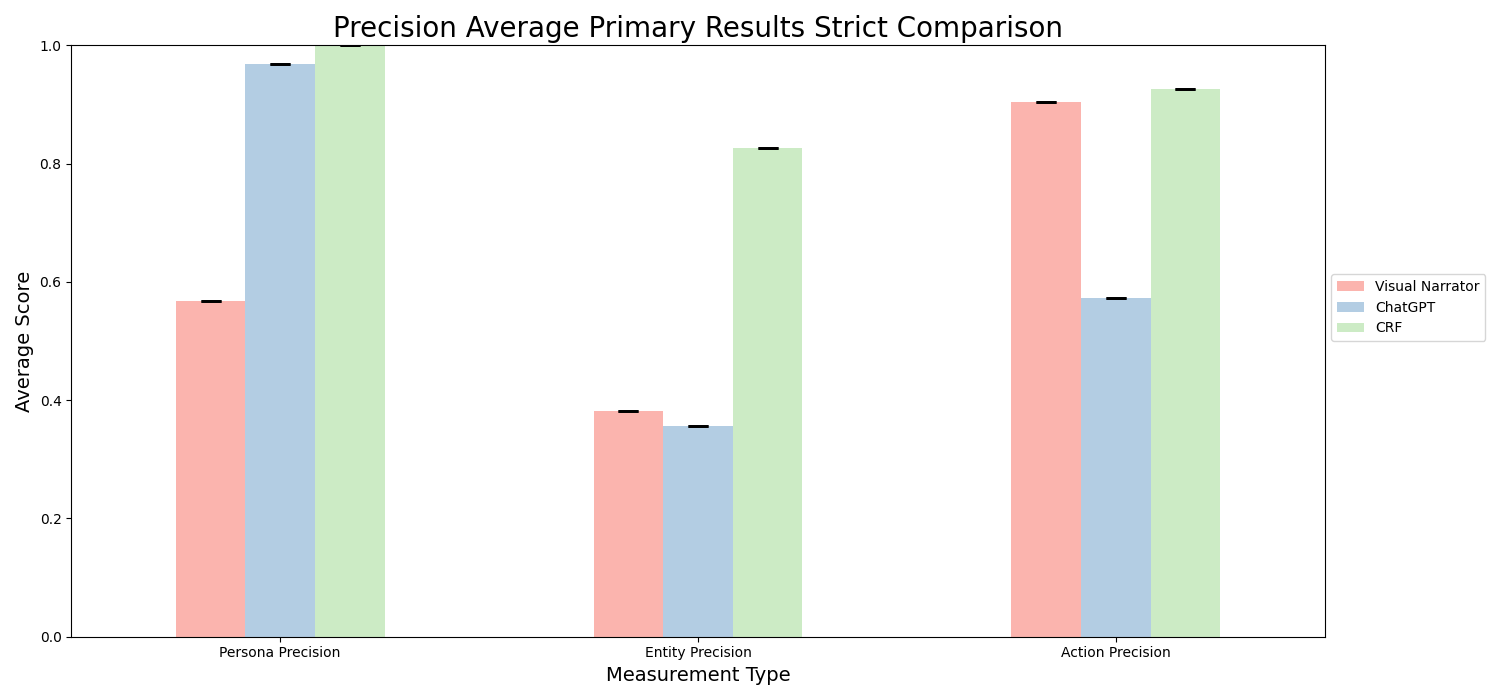 Precision Average Primary Results Strict Comparison
1.0
0.8
0.6
0.4
0.2
0.0
Average Score
Persona Precision
Entity Precision
Action Precision
Measurement Type
Visual Narrator
ChatGPT
CRF